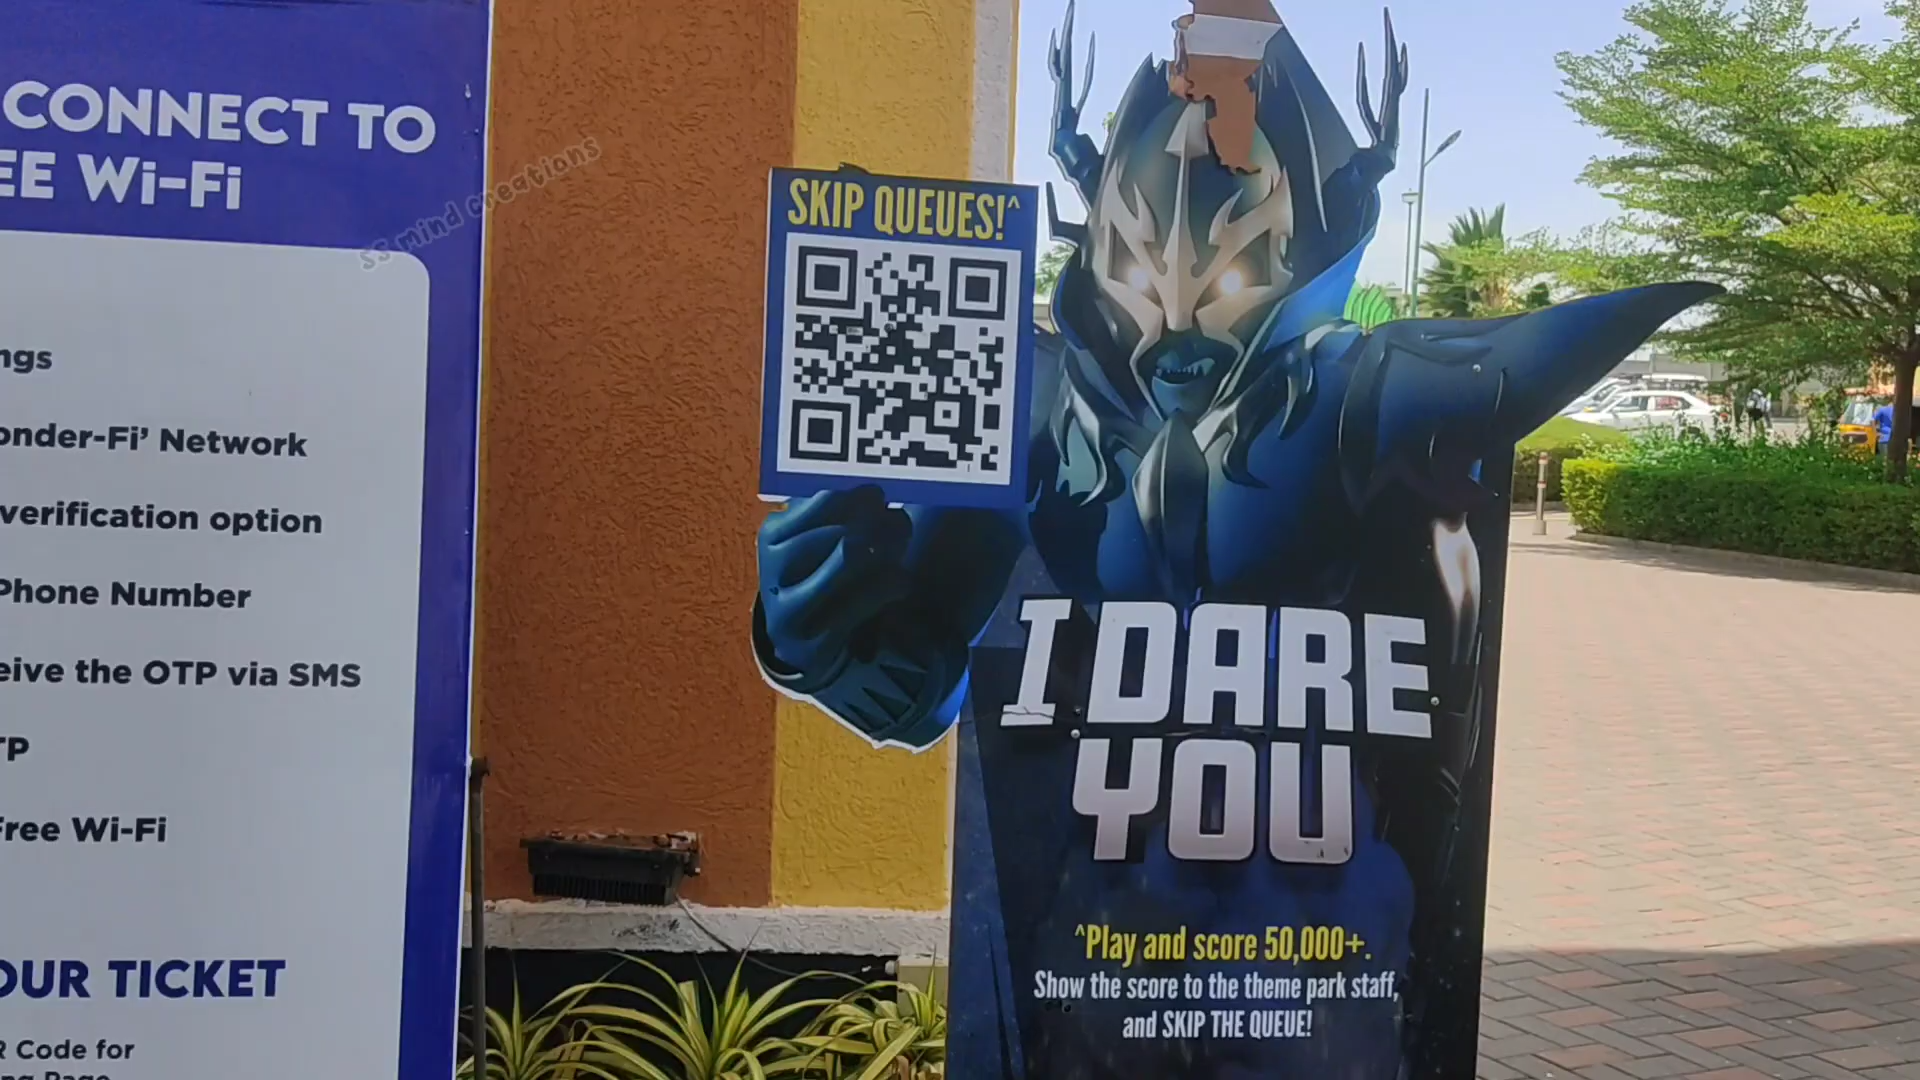 CONNECT TO
EE Wi-Fi
ngs
onder-Fi' Network
verification option
Phone Number
eive the OTP via SMS
TP
Free Wi-Fi
OUR TICKET
R Code for
ng Page
SS mind creations
SKIP QUEUES!^
I DARE
YOU
^Play and score 50,000+.
Show the score to the theme park staff,
and SKIP THE QUEUE!